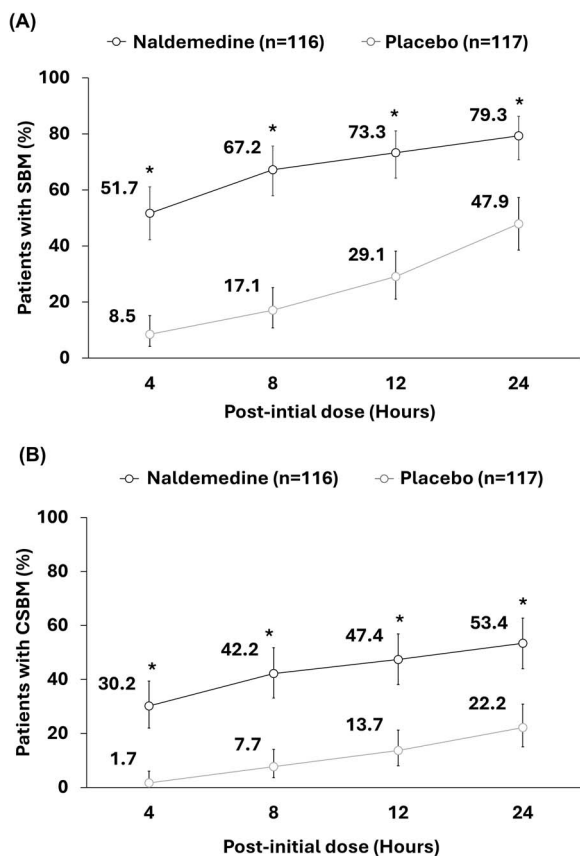 (A)
Naldemedine (n=116) Placebo (n=117)
Patients with SBM (%)
100
80
60
40
20
0
* * * *
51.7 67.2 73.3 79.3
8.5 17.1 29.1 47.9
4 8 12 24
Post-intial dose (Hours)
(B)
Naldemedine (n=116) Placebo (n=117)
Patients with CSBM (%)
100
80
60
40
20
0
* * * *
30.2 42.2 47.4 53.4
1.7 7.7 13.7 22.2
4 8 12 24
Post-initial dose (Hours)